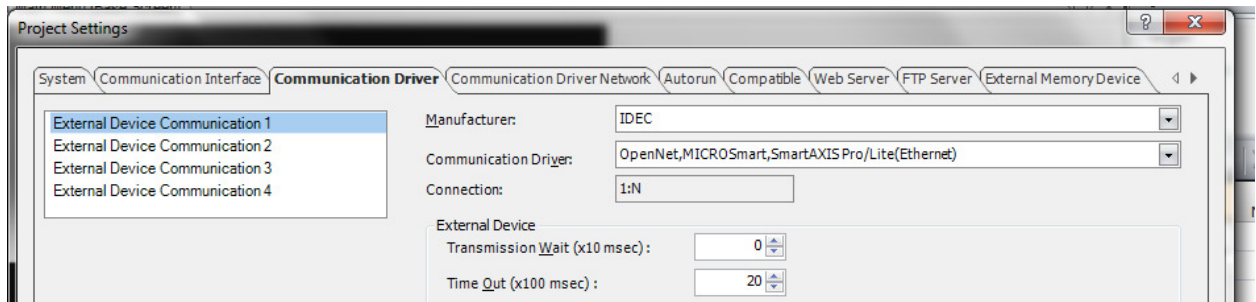 Project Settings
System Communication Interface Communication Driver Communication Driver Network Autorun Compatible Web Server FTP Server External Memory Device
External Device Communication 1
External Device Communication 2
External Device Communication 3
External Device Communication 4
Manufacturer: IDEC
Communication Driver: OpenNet,MICROSmart,SmartAXIS Pro/Lite(Ethernet)
Connection: 1:N
External Device
Transmission Wait (x10 msec) : 0
Time Out (x100 msec) : 20